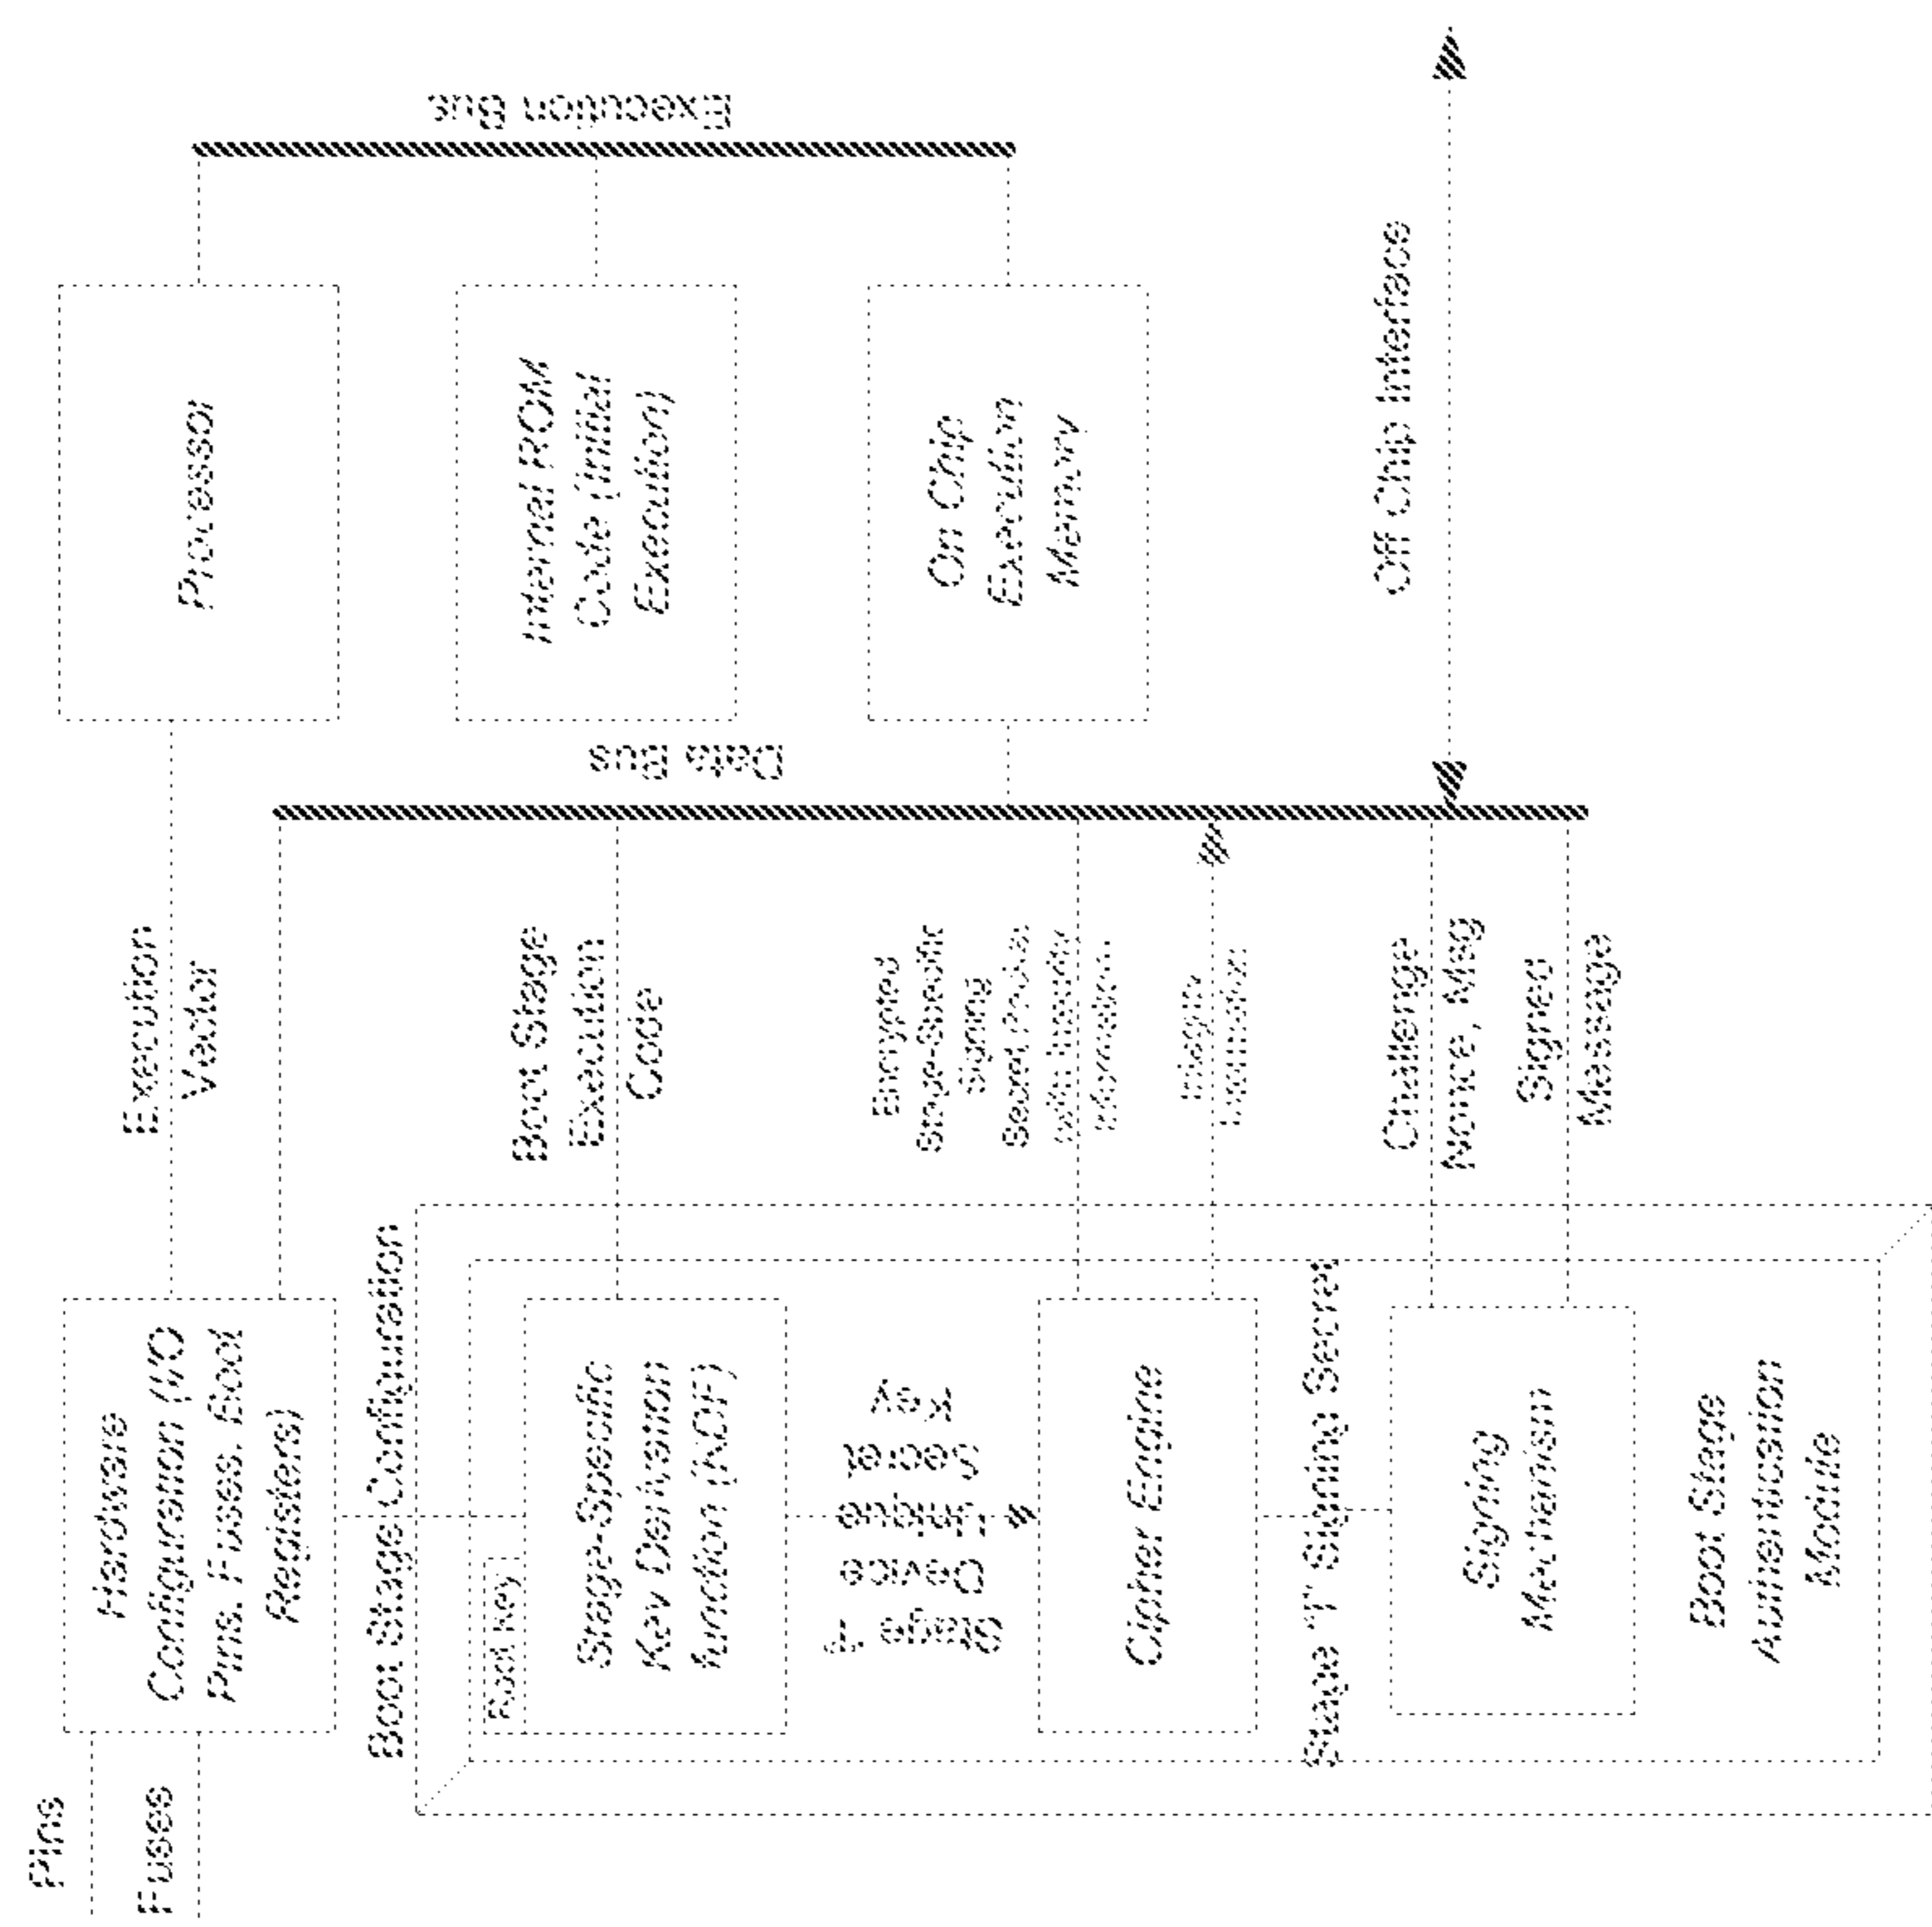 Execution Bus
Processor
Internal ROM
Code (Initial
Execution)
On Chip
Execution
Memory
Off Chip Interface
Data Bus
Execution
Vector
Boot Stage
Execution
Code
Encrypted
Stage-Specific
Signing
Secret
Challenge
Nonce, Msg
Signed
Message
Hardware
Configuration (I/O
Pins, Fuses, Boot
Registers)
Boot Stage Configuration
Root Key
Stage-Specific
Key Derivation
function (KDF)
Stage 'T'
Device
Unique
Secret
Key
Cipher Engine
Stage 'T' Signing Secret
Signing
Mechanism
Boot Stage
Authentication
Module
Pins
Fuses